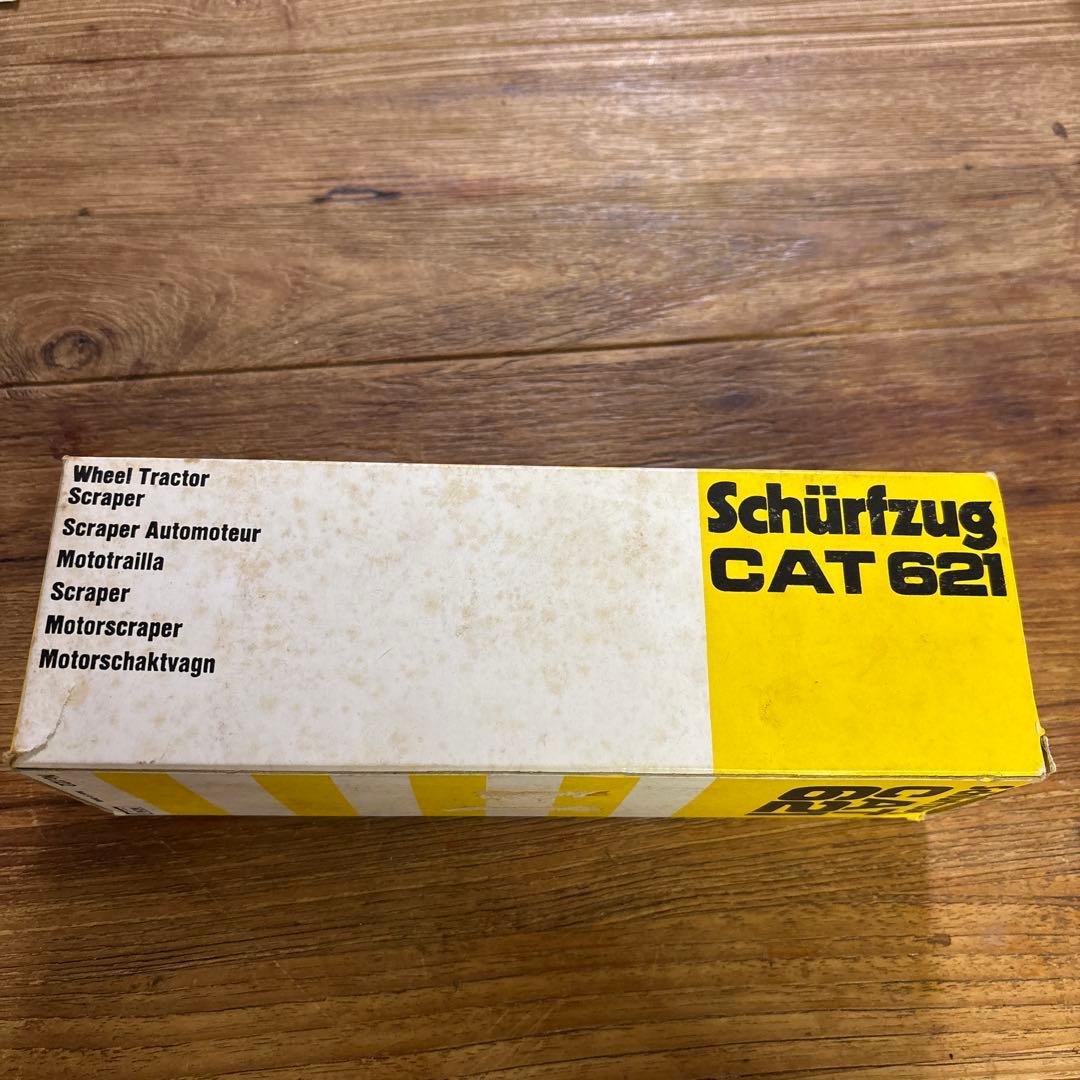 Wheel Tractor
Scraper
Scraper Automoteur
Mototrailla
Scraper
Motorscraper
Motorschaktvagn
Schürfzug
CAT 621